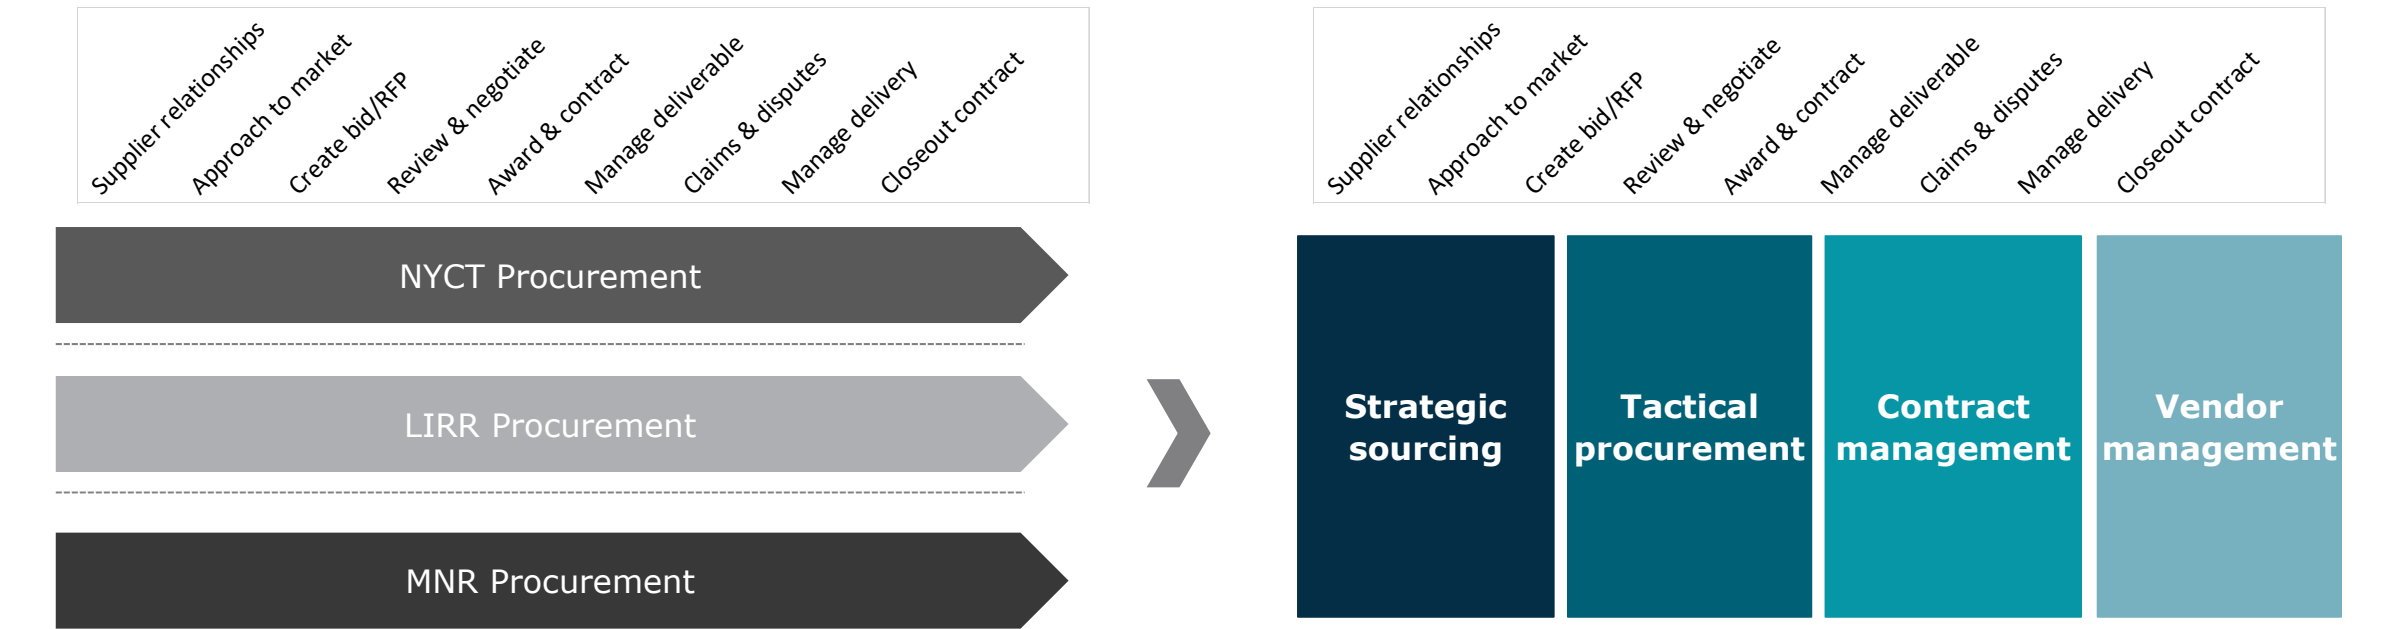 Supplier relationships
Approach to market
Create bid/RFP
Review & negotiate
Award & contract
Manage deliverable
Claims & disputes
Manage delivery
Closeout contract
NYCT Procurement
LIRR Procurement
MNR Procurement
Supplier relationships
Approach to market
Create bid/RFP
Review & negotiate
Award & contract
Manage deliverable
Claims & disputes
Manage delivery
Closeout contract
Strategic
sourcing
Tactical
procurement
Contract
management
Vendor
management